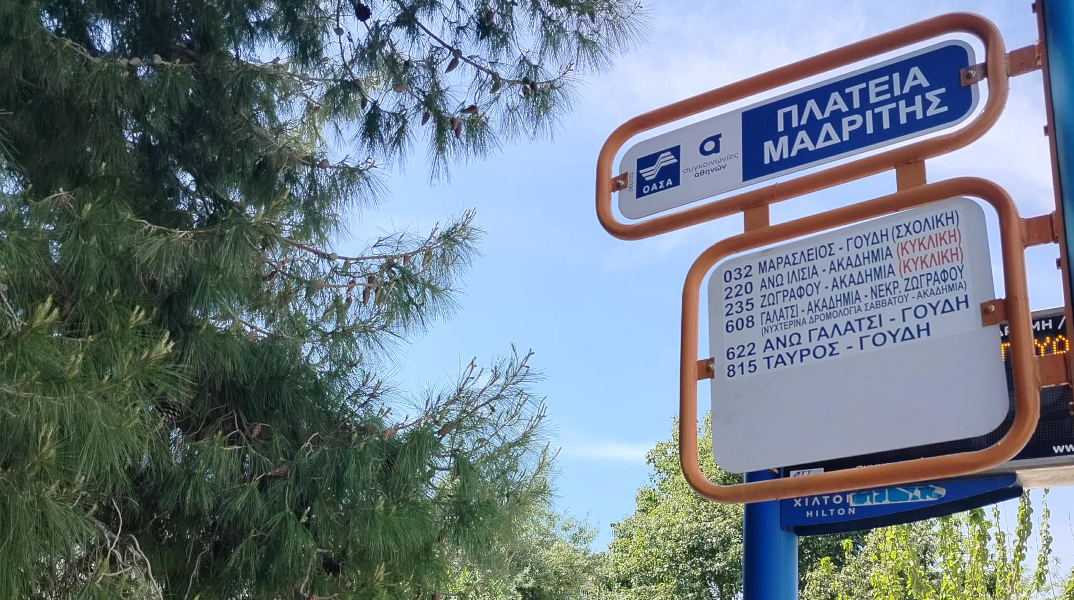 ΠΛΑΤΕΙΑ
ΜΑΔΡΙΤΗΣ
ΟΑΣΑ
συγκοινωνίες
αθηνών
032 ΜΑΡΑΣΛΕΙΟΣ - ΓΟΥΔΗ (ΣΧΟΛΙΚΗ)
220 ΑΝΩ ΙΛΙΣΙΑ - ΑΚΑΔΗΜΙΑ (ΚΥΚΛΙΚΗ)
235 ΖΩΓΡΑΦΟΥ - ΑΚΑΔΗΜΙΑ (ΚΥΚΛΙΚΗ)
608 ΓΑΛΑΤΣΙ - ΑΚΑΔΗΜΙΑ - ΝΕΚΡ. ΖΩΓΡΑΦΟΥ
(ΝΥΧΤΕΡΙΝΑ ΔΡΟΜΟΛΟΓΙΑ ΣΑΒΒΑΤΟΥ - ΑΚΑΔΗΜΙΑ)
622 ΑΝΩ ΓΑΛΑΤΣΙ - ΓΟΥΔΗ
815 ΤΑΥΡΟΣ - ΓΟΥΔΗ
www
ΧΙΛΤΟΝ
HILTON